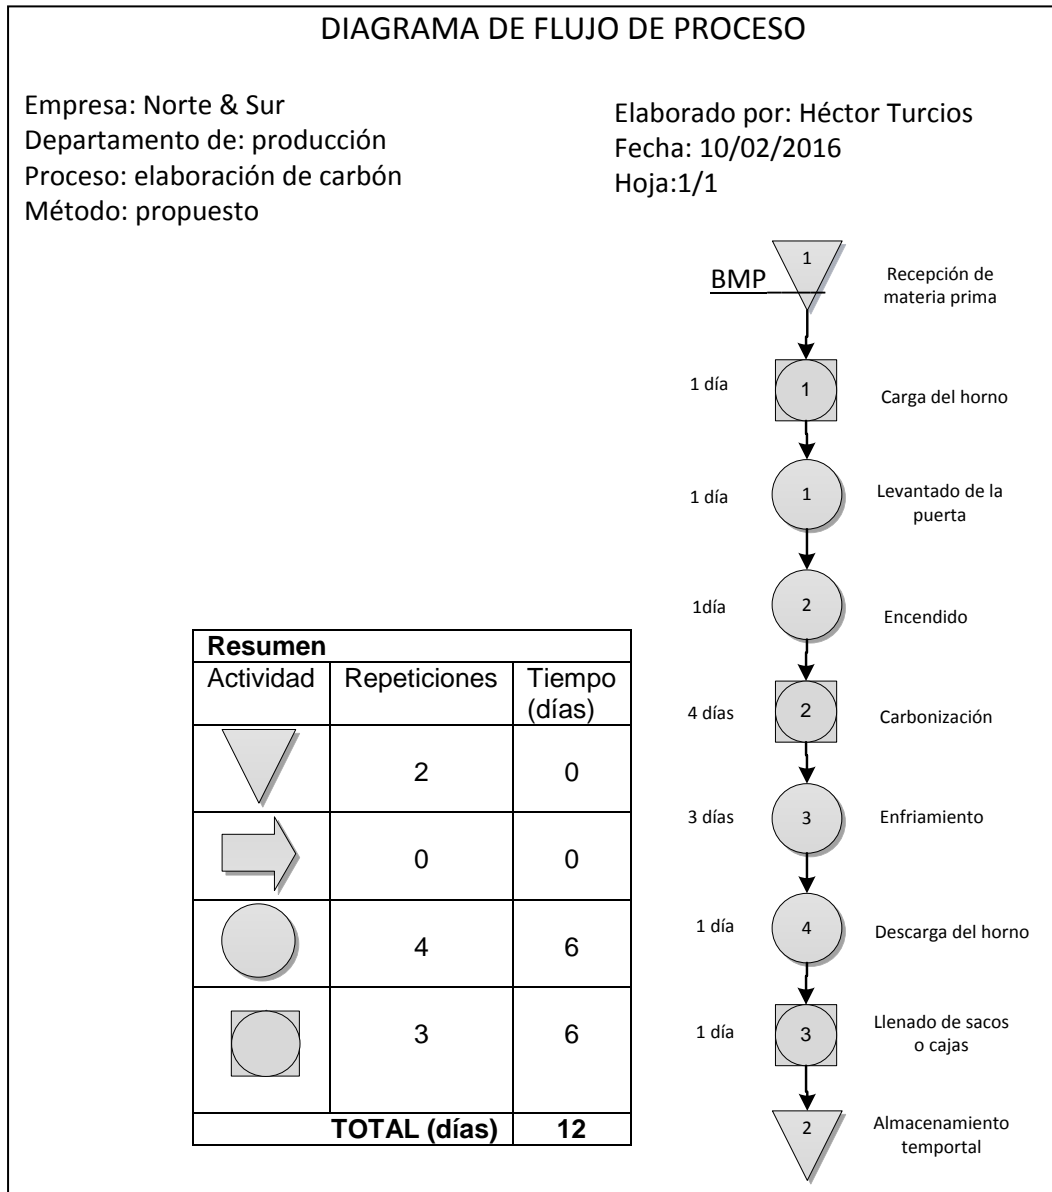 DIAGRAMA DE FLUJO DE PROCESO
Empresa: Norte & Sur
Departamento de: producción
Proceso: elaboración de carbón
Método: propuesto
Elaborado por: Héctor Turcios
Fecha: 10/02/2016
Hoja:1/1
BMP
1
Recepción de
materia prima
1 día
1
Carga del horno
1 día
1
Levantado de la
puerta
1día
2
Encendido
4 días
2
Carbonización
3 días
3
Enfriamiento
1 día
4
Descarga del horno
1 día
3
Llenado de sacos
o cajas
2
Almacenamiento
temportal
Resumen
Actividad Repeticiones Tiempo
(días)
2 0
0 0
4 6
3 6
TOTAL (días) 12